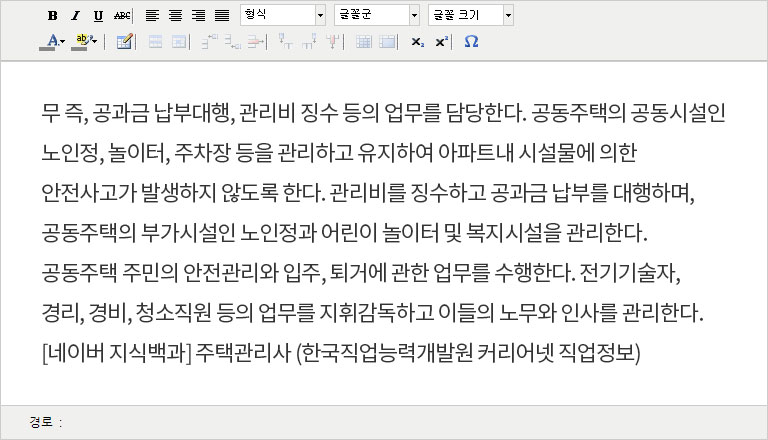 B I U ABC 형식 글꼴군 글꼴 크기
A ab x₂ x² Ω
무 즉, 공과금 납부대행, 관리비 징수 등의 업무를 담당한다. 공동주택의 공동시설인
노인정, 놀이터, 주차장 등을 관리하고 유지하여 아파트내 시설물에 의한
안전사고가 발생하지 않도록 한다. 관리비를 징수하고 공과금 납부를 대행하며,
공동주택의 부가시설인 노인정과 어린이 놀이터 및 복지시설을 관리한다.
공동주택 주민의 안전관리와 입주, 퇴거에 관한 업무를 수행한다. 전기기술자,
경리, 경비, 청소직원 등의 업무를 지휘감독하고 이들의 노무와 인사를 관리한다.
[네이버 지식백과] 주택관리사 (한국직업능력개발원 커리어넷 직업정보)
경로 :